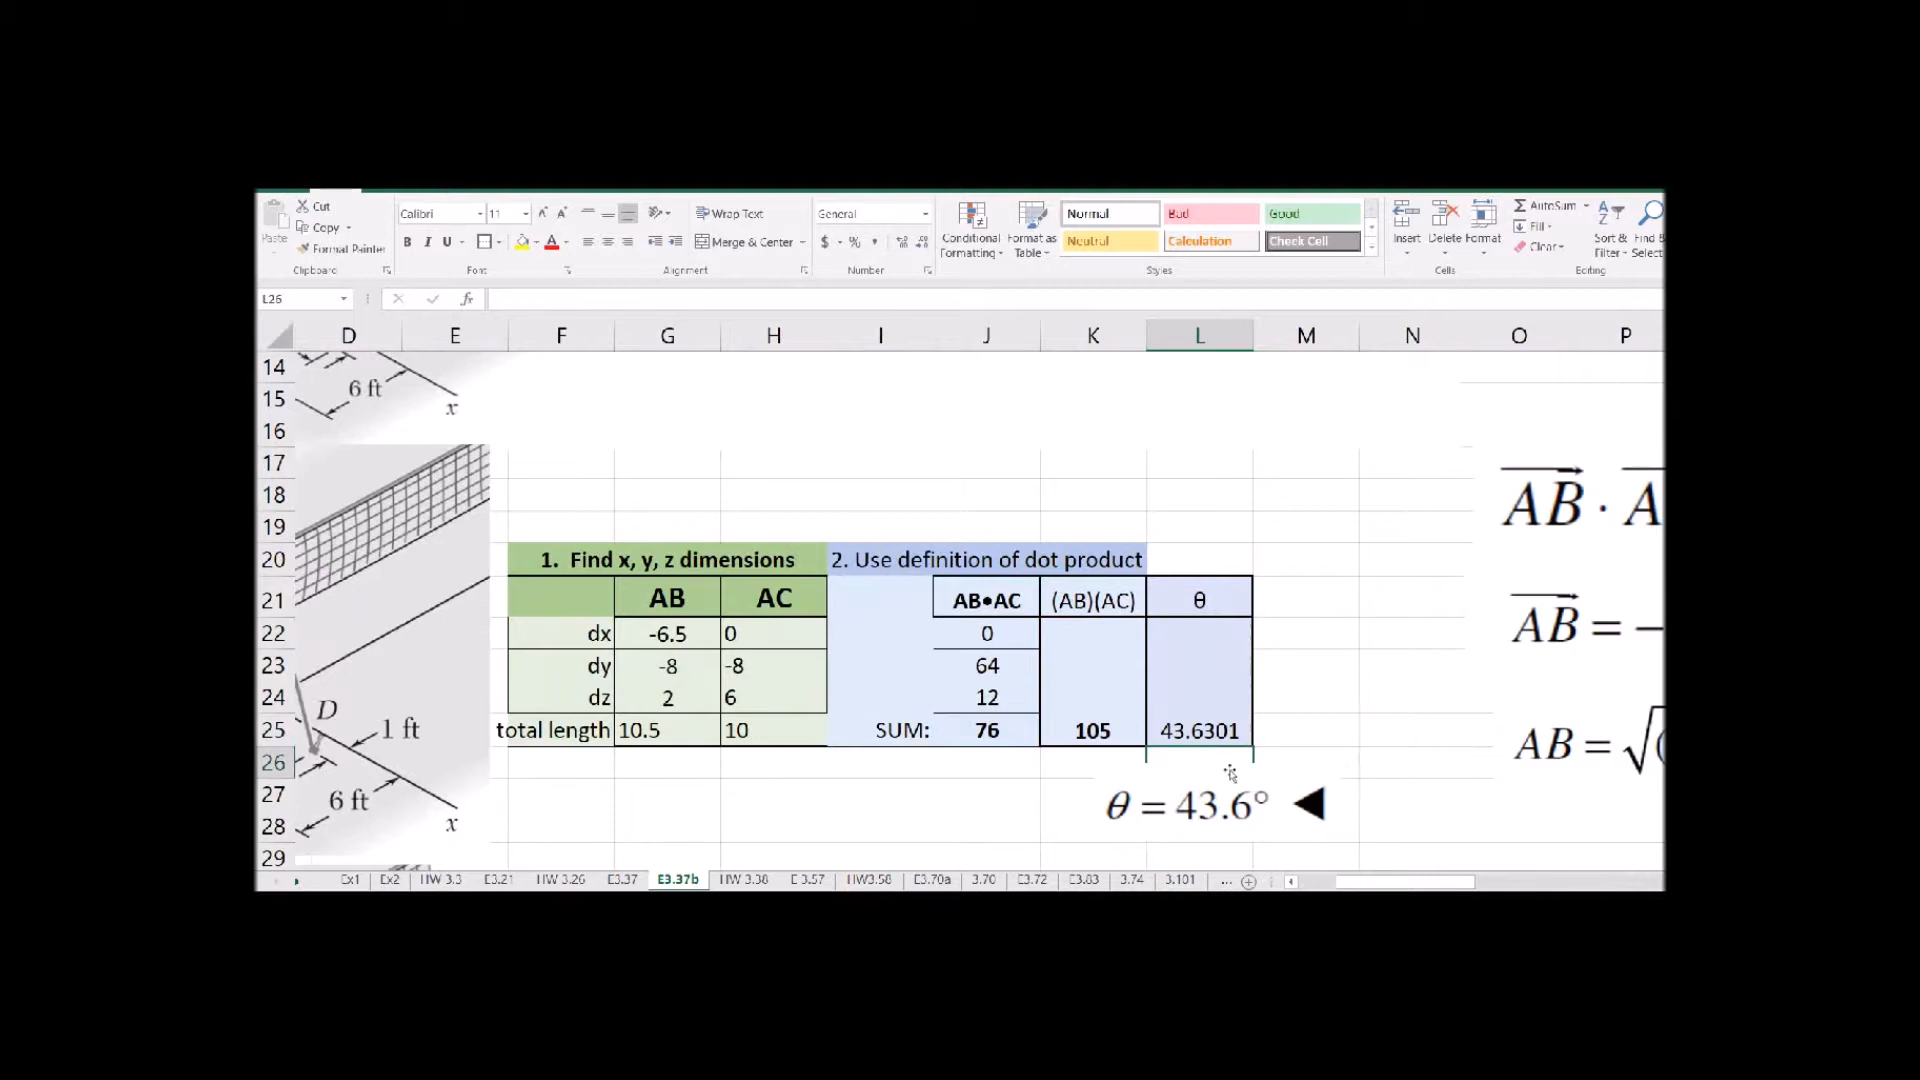 Cut
Copy
Format Painter
Paste
Clipboard
Calibri 11
B I U
Font
Wrap Text
Merge & Center
Alignment
General
$ % ,
Number
Conditional Formatting
Format as Table
Normal Bad Good
Neutral Calculation Check Cell
Styles
Insert Delete Format
Cells
AutoSum
Fill
Clear
Sort & Filter
Find &
Select
Editing
L26
fx
D E F G H I J K L M N O P
14
15
16
17
18
19
20
21
22
23
24
25
26
27
28
29
6 ft
x
D
1 ft
6 ft
x
1. Find x, y, z dimensions 2. Use definition of dot product
AB AC AB•AC (AB)(AC) θ
dx -6.5 0 0
dy -8 -8 64
dz 2 6 12
total length 10.5 10 SUM: 76 105 43.6301
θ = 43.6° ◄
AB · A
AB = –
AB = √(
Ex1 Ex2 HW 3.3 E3.21 HW 3.26 E3.37 E3.37b HW 3.38 E 3.57 HW3.58 E3.70a 3.70 E3.72 E3.83 3.74 3.101 ...